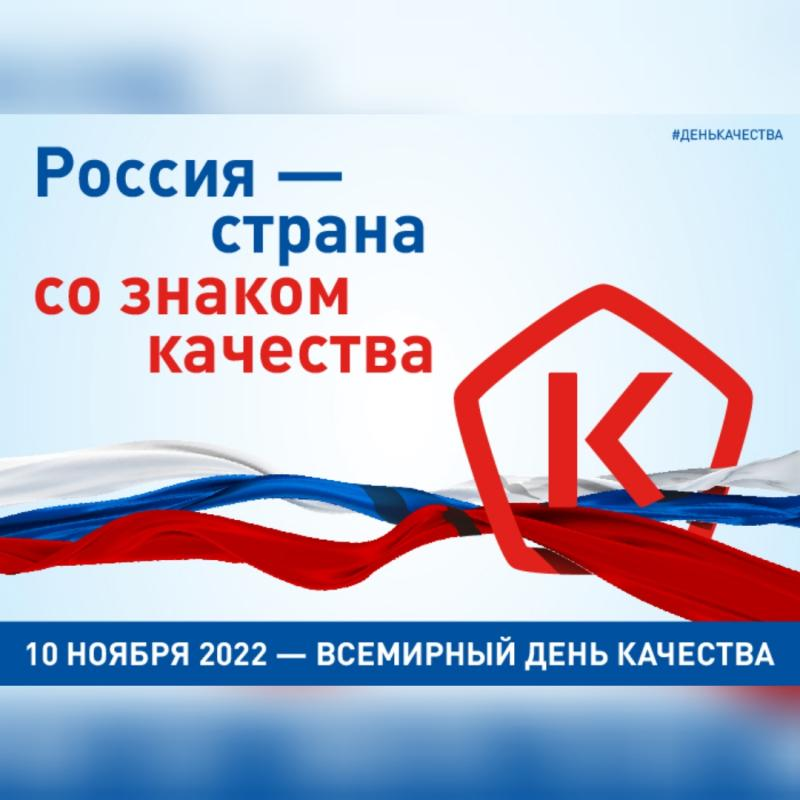 #ДЕНЬКАЧЕСТВА
Россия —
страна
со знаком
качества
К
10 НОЯБРЯ 2022 — ВСЕМИРНЫЙ ДЕНЬ КАЧЕСТВА